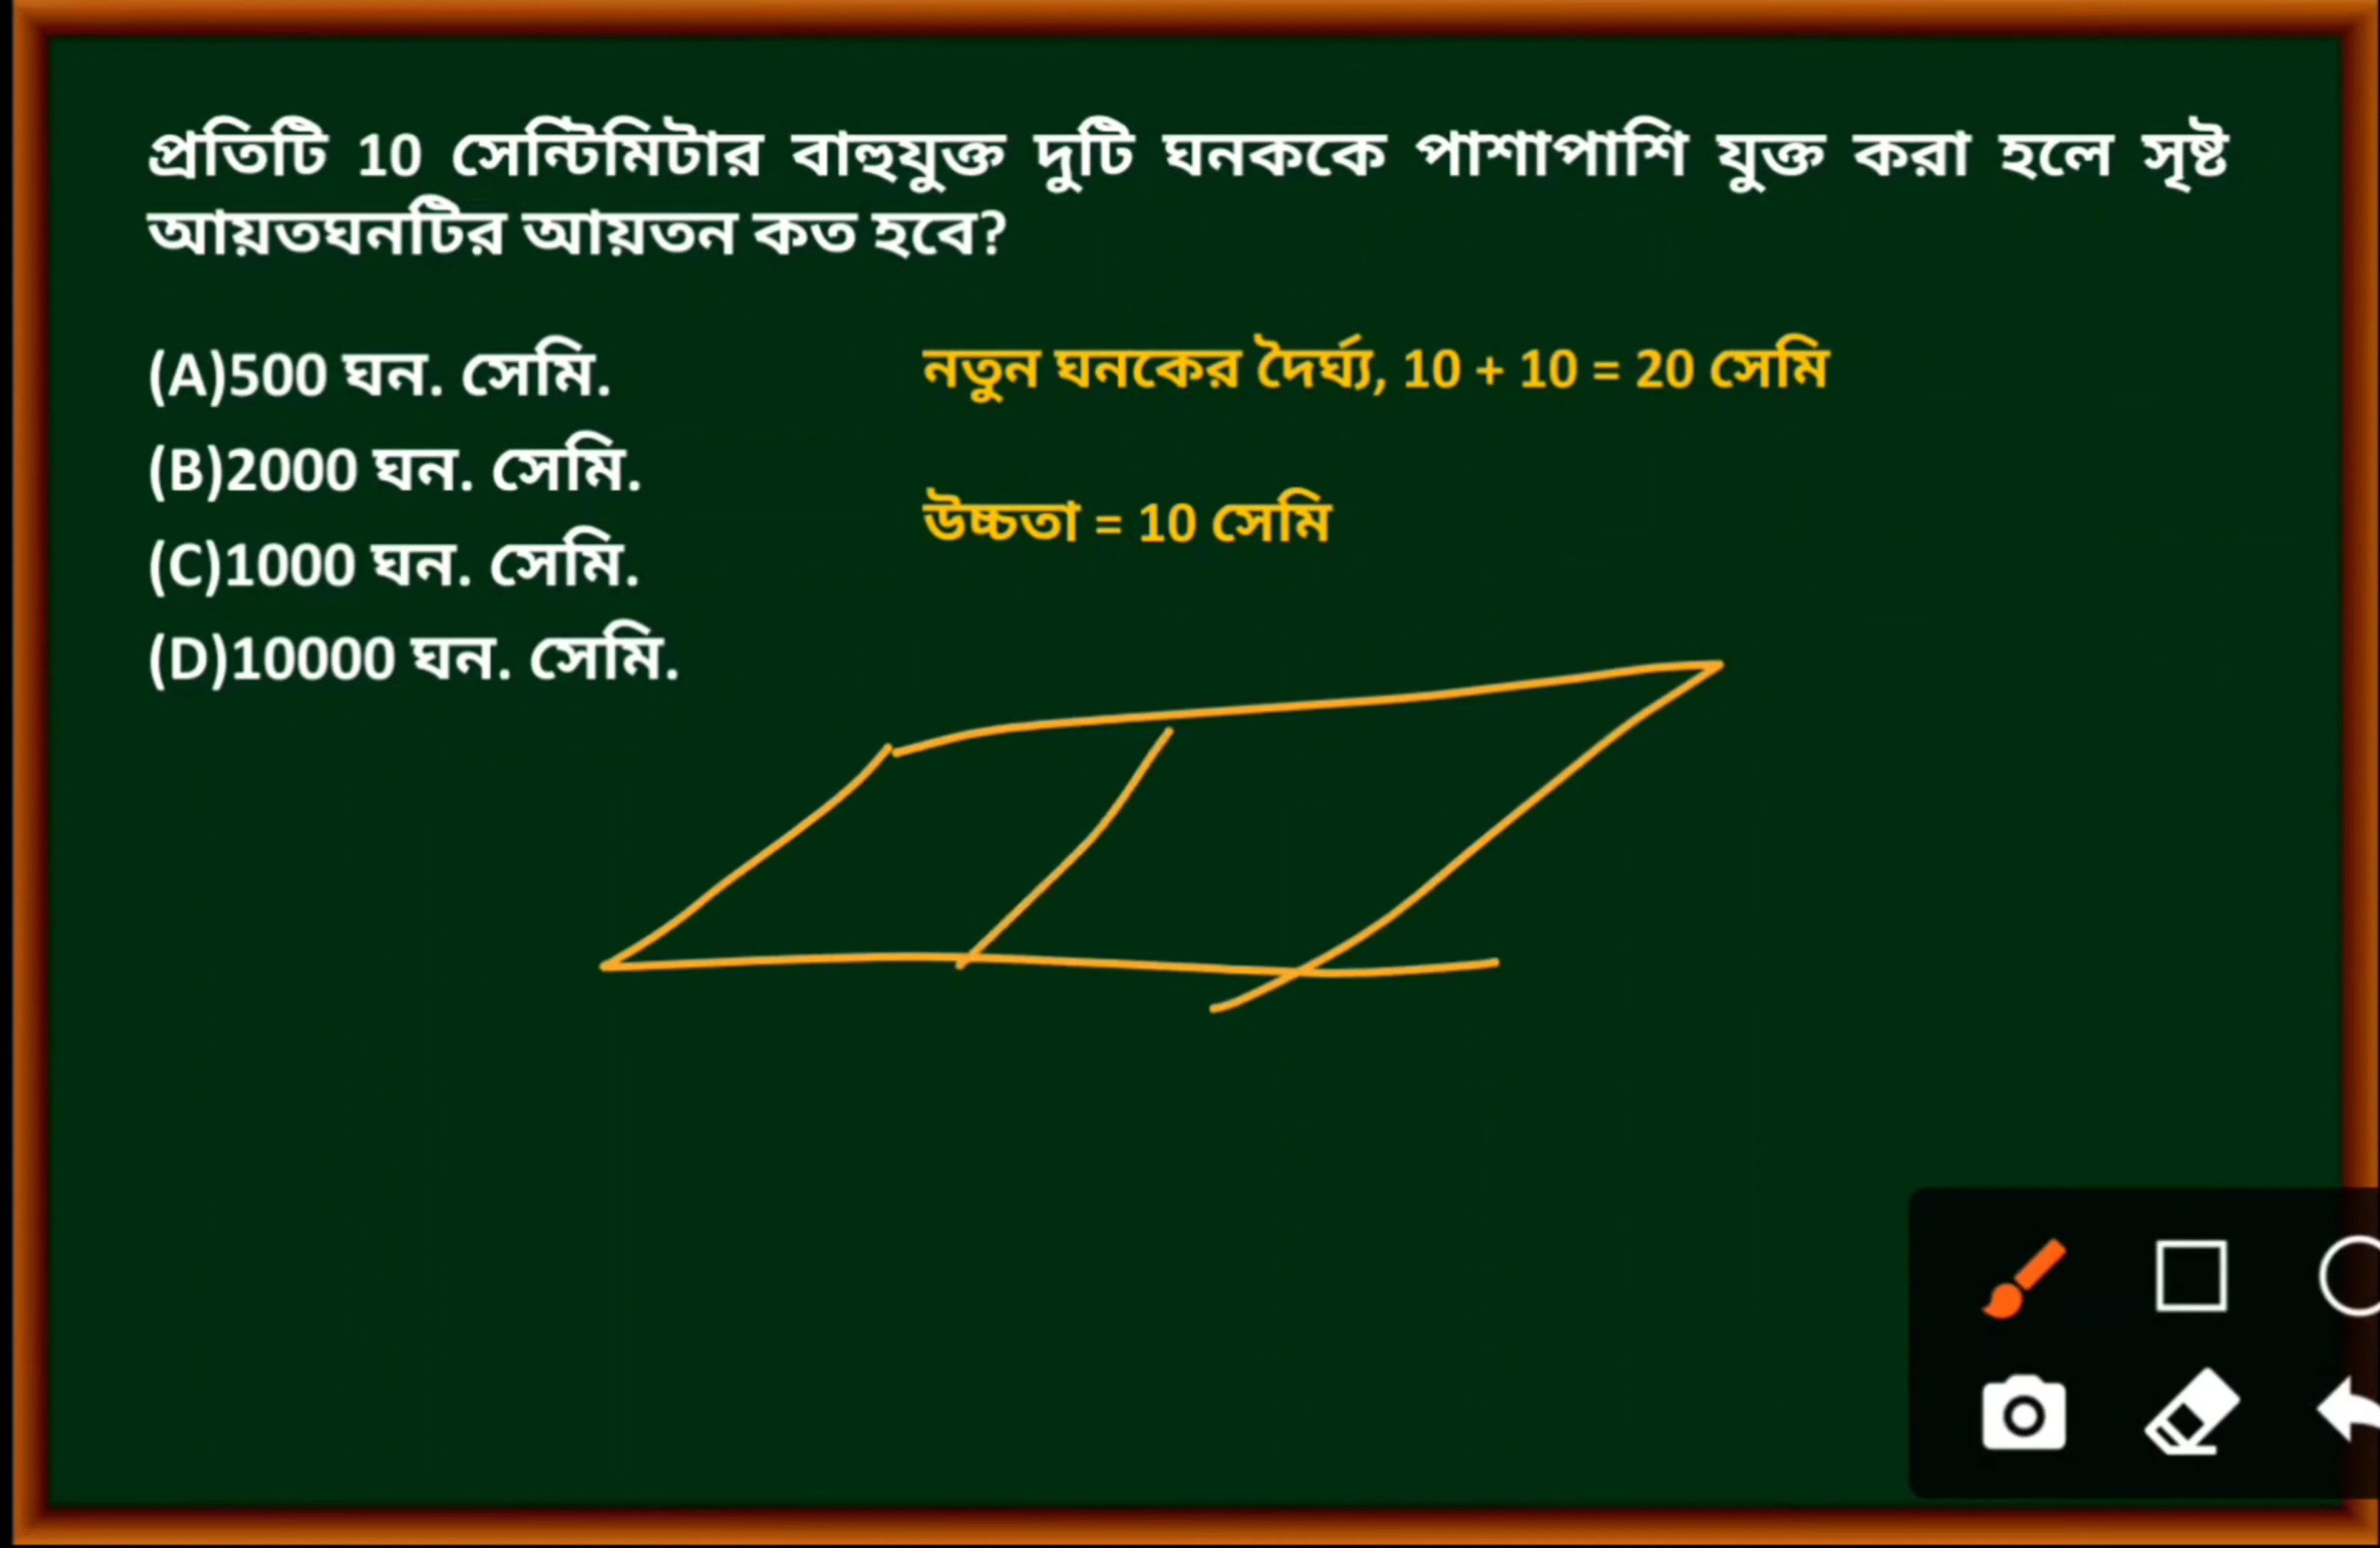 প্রতিটি 10 সেন্টিমিটার বাহুযুক্ত দুটি ঘনককে পাশাপাশি যুক্ত করা হলে সৃষ্ট
আয়তঘনটির আয়তন কত হবে?
(A)500 ঘন. সেমি.
(B)2000 ঘন. সেমি.
(C)1000 ঘন. সেমি.
(D)10000 ঘন. সেমি.
নতুন ঘনকের দৈর্ঘ্য, 10 + 10 = 20 সেমি
উচ্চতা = 10 সেমি